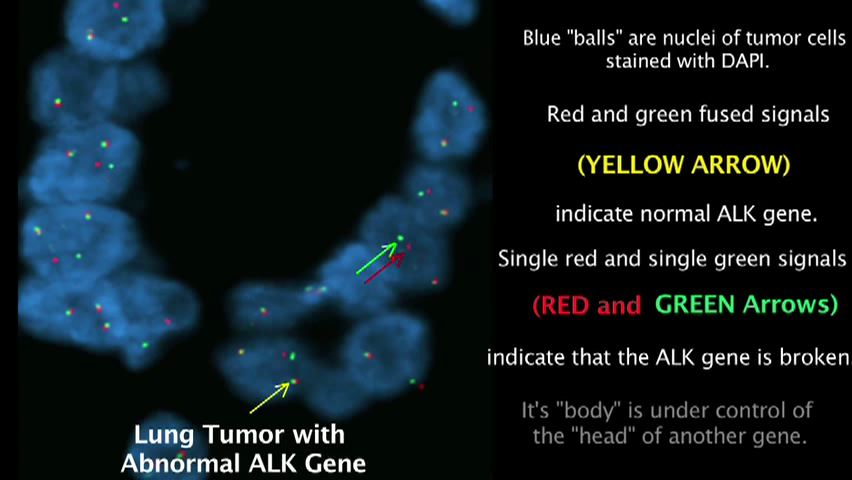 Blue "balls" are nuclei of tumor cells
stained with DAPI.
Red and green fused signals
(YELLOW ARROW)
indicate normal ALK gene.
Single red and single green signals
(RED and GREEN Arrows)
indicate that the ALK gene is broken.
It's "body" is under control of
the "head" of another gene.
Lung Tumor with
Abnormal ALK Gene